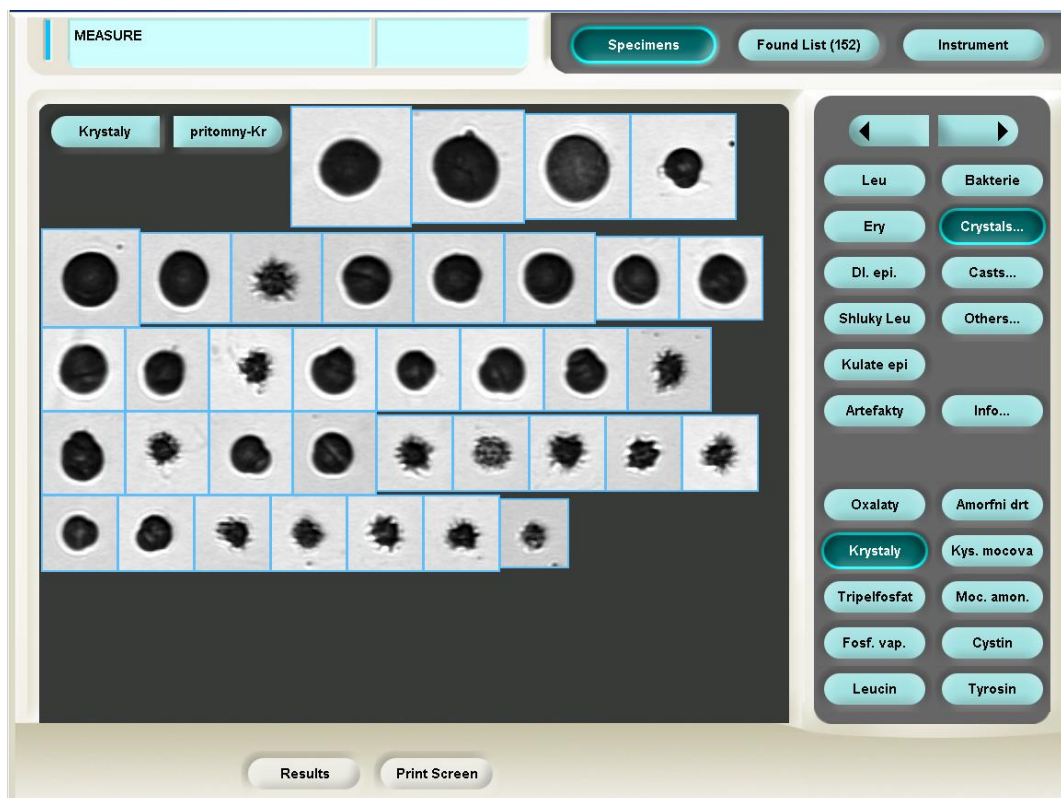 MEASURE
Specimens
Found List (152)
Instrument
Krystaly
pritomny-Kr
Leu
Bakterie
Ery
Crystals...
Dl. epi.
Casts...
Shluky Leu
Others...
Kulate epi
Artefakty
Info...
Oxalaty
Amorfni drt
Krystaly
Kys. mocova
Tripelfosfat
Moc. amon.
Fosf. vap.
Cystin
Leucin
Tyrosin
Results
Print Screen